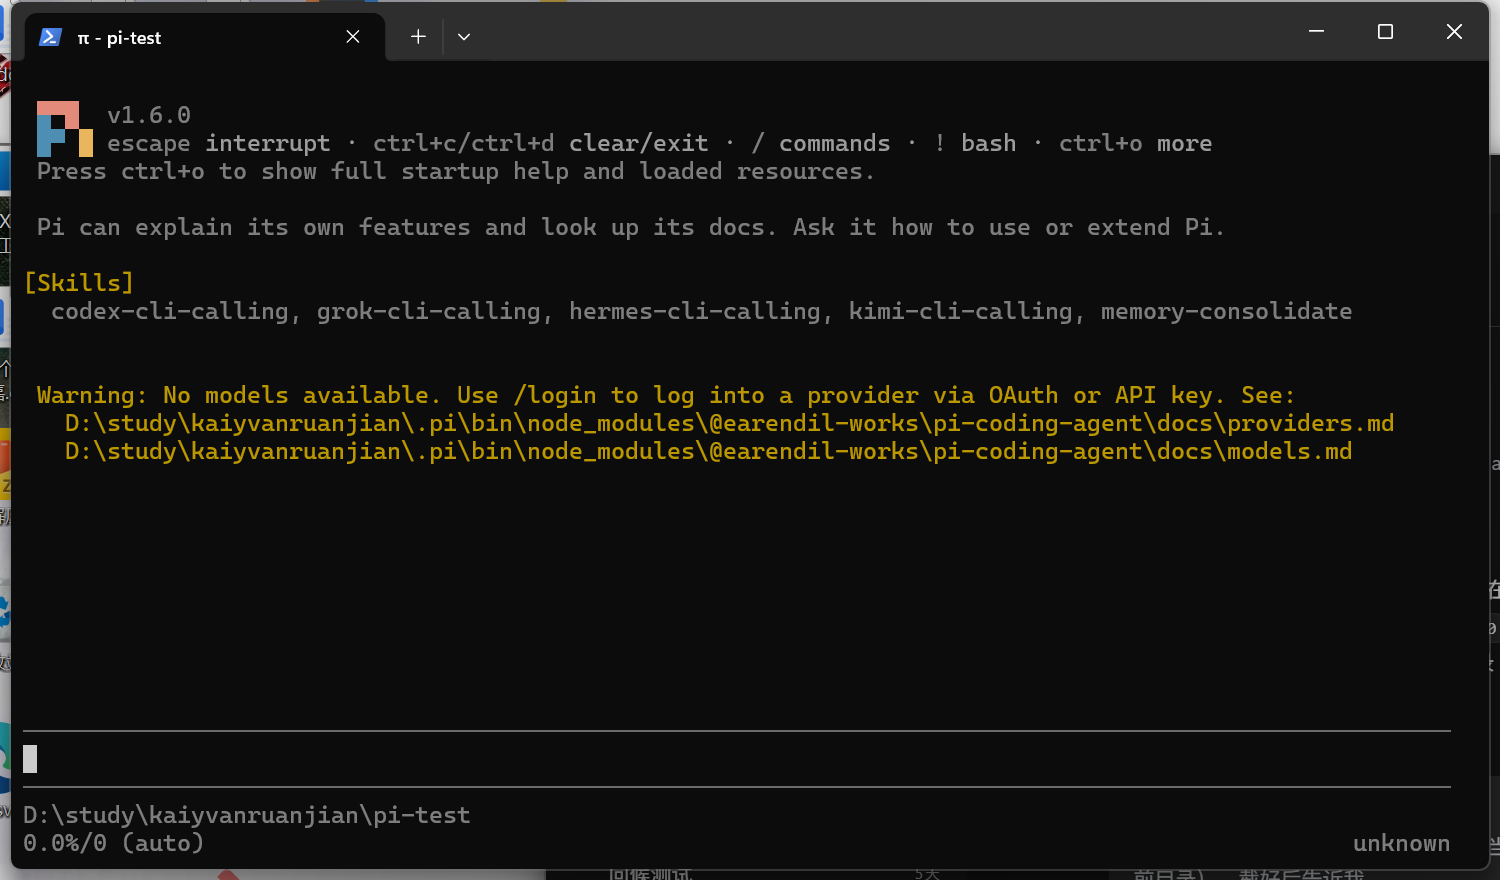 π - pi-test
v1.6.0
escape interrupt · ctrl+c/ctrl+d clear/exit · / commands · ! bash · ctrl+o more
Press ctrl+o to show full startup help and loaded resources.
Pi can explain its own features and look up its docs. Ask it how to use or extend Pi.
[Skills]
codex-cli-calling, grok-cli-calling, hermes-cli-calling, kimi-cli-calling, memory-consolidate
Warning: No models available. Use /login to log into a provider via OAuth or API key. See:
D:\study\kaiyvanruanjian\.pi\bin\node_modules\@earendil-works\pi-coding-agent\docs\providers.md
D:\study\kaiyvanruanjian\.pi\bin\node_modules\@earendil-works\pi-coding-agent\docs\models.md
D:\study\kaiyvanruanjian\pi-test
0.0%/0 (auto)
unknown
5天